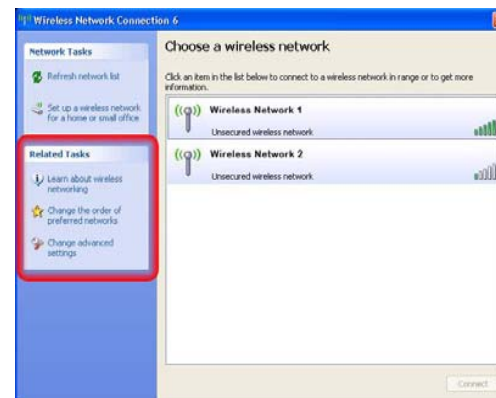 Wireless Network Connection 6
Network Tasks
Refresh network list
Set up a wireless network
for a home or small office
Related Tasks
Learn about wireless
networking
Change the order of
preferred networks
Change advanced
settings
Choose a wireless network
Click an item in the list below to connect to a wireless network in range or to get more
information.
Wireless Network 1
Unsecured wireless network
Wireless Network 2
Unsecured wireless network
Connect